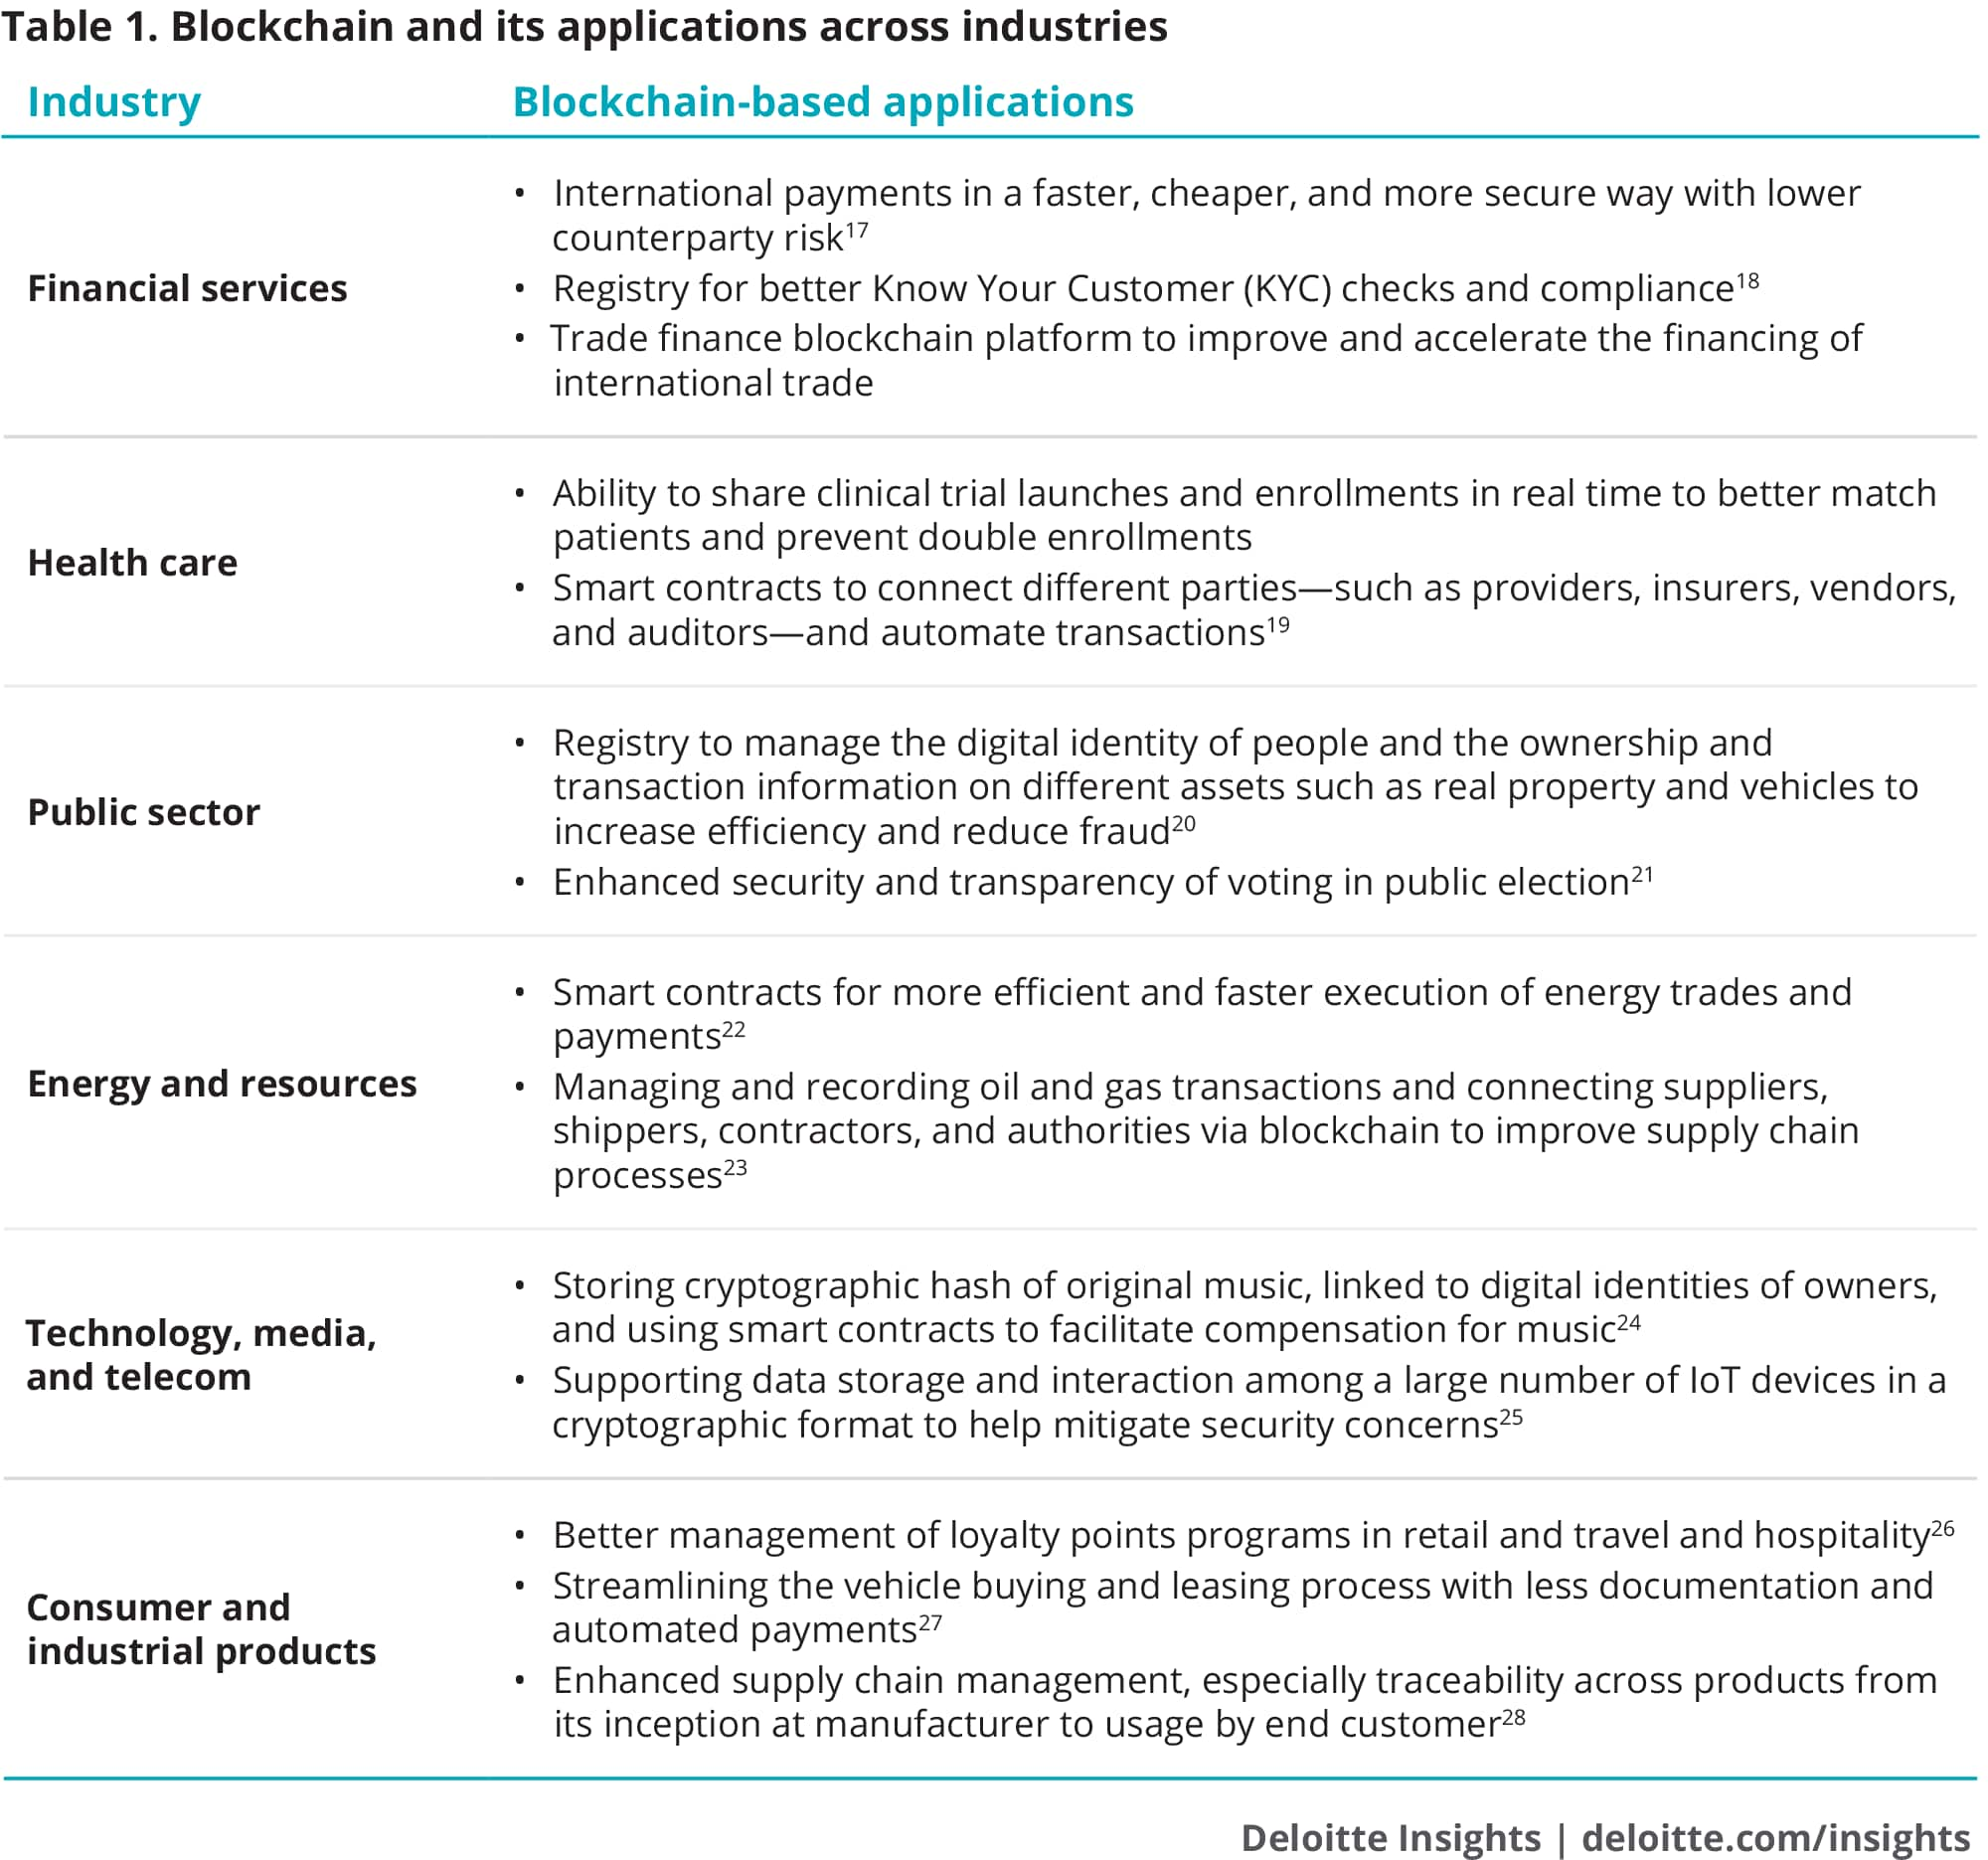 Table 1. Blockchain and its applications across industries
Industry
Blockchain-based applications
Financial services
• International payments in a faster, cheaper, and more secure way with lower
counterparty risk¹⁷
• Registry for better Know Your Customer (KYC) checks and compliance¹⁸
• Trade finance blockchain platform to improve and accelerate the financing of
international trade
Health care
• Ability to share clinical trial launches and enrollments in real time to better match
patients and prevent double enrollments
• Smart contracts to connect different parties—such as providers, insurers, vendors,
and auditors—and automate transactions¹⁹
Public sector
• Registry to manage the digital identity of people and the ownership and
transaction information on different assets such as real property and vehicles to
increase efficiency and reduce fraud²⁰
• Enhanced security and transparency of voting in public election²¹
Energy and resources
• Smart contracts for more efficient and faster execution of energy trades and
payments²²
• Managing and recording oil and gas transactions and connecting suppliers,
shippers, contractors, and authorities via blockchain to improve supply chain
processes²³
Technology, media,
and telecom
• Storing cryptographic hash of original music, linked to digital identities of owners,
and using smart contracts to facilitate compensation for music²⁴
• Supporting data storage and interaction among a large number of IoT devices in a
cryptographic format to help mitigate security concerns²⁵
Consumer and
industrial products
• Better management of loyalty points programs in retail and travel and hospitality²⁶
• Streamlining the vehicle buying and leasing process with less documentation and
automated payments²⁷
• Enhanced supply chain management, especially traceability across products from
its inception at manufacturer to usage by end customer²⁸
Deloitte Insights | deloitte.com/insights